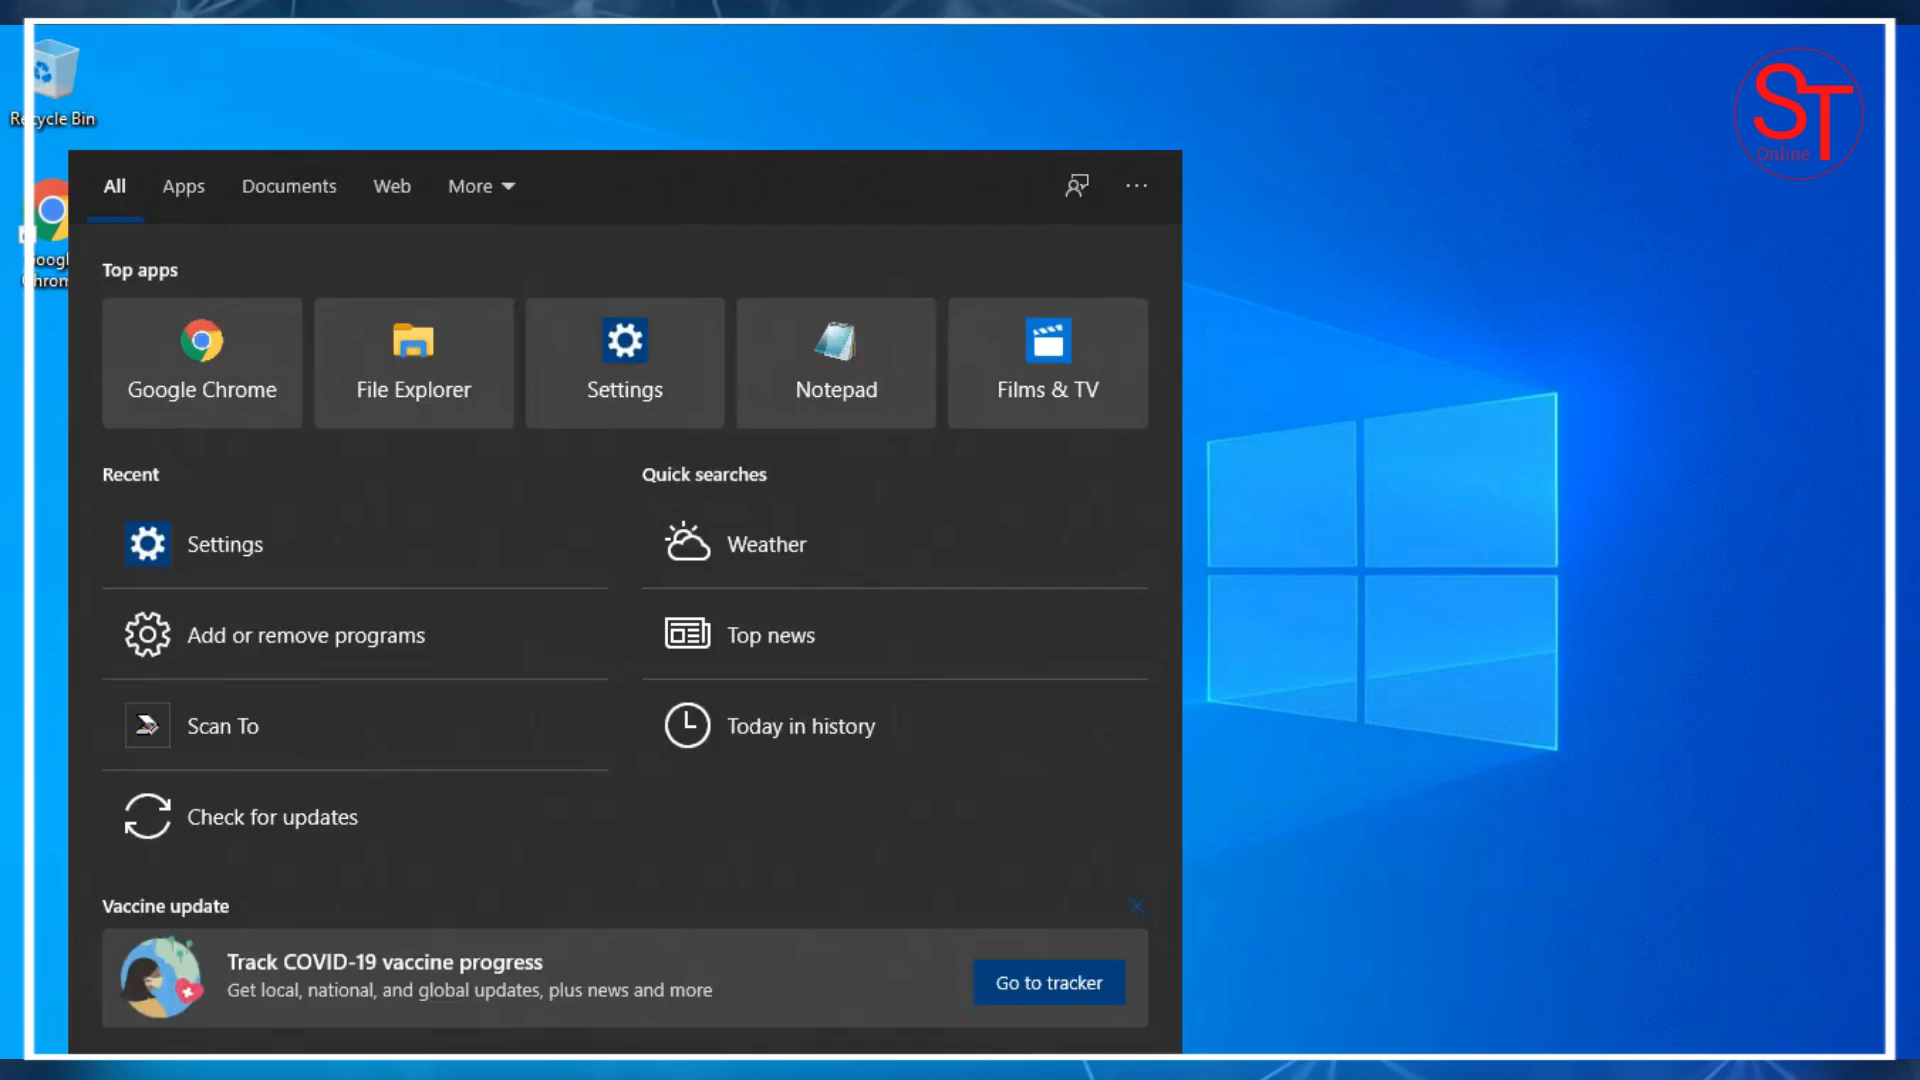 Recycle Bin
ST
Online
All Apps Documents Web More
Top apps
Google Chrome File Explorer Settings Notepad Films & TV
Recent
Quick searches
Settings
Weather
Add or remove programs
Top news
Scan To
Today in history
Check for updates
Vaccine update
Track COVID-19 vaccine progress
Get local, national, and global updates, plus news and more
Go to tracker